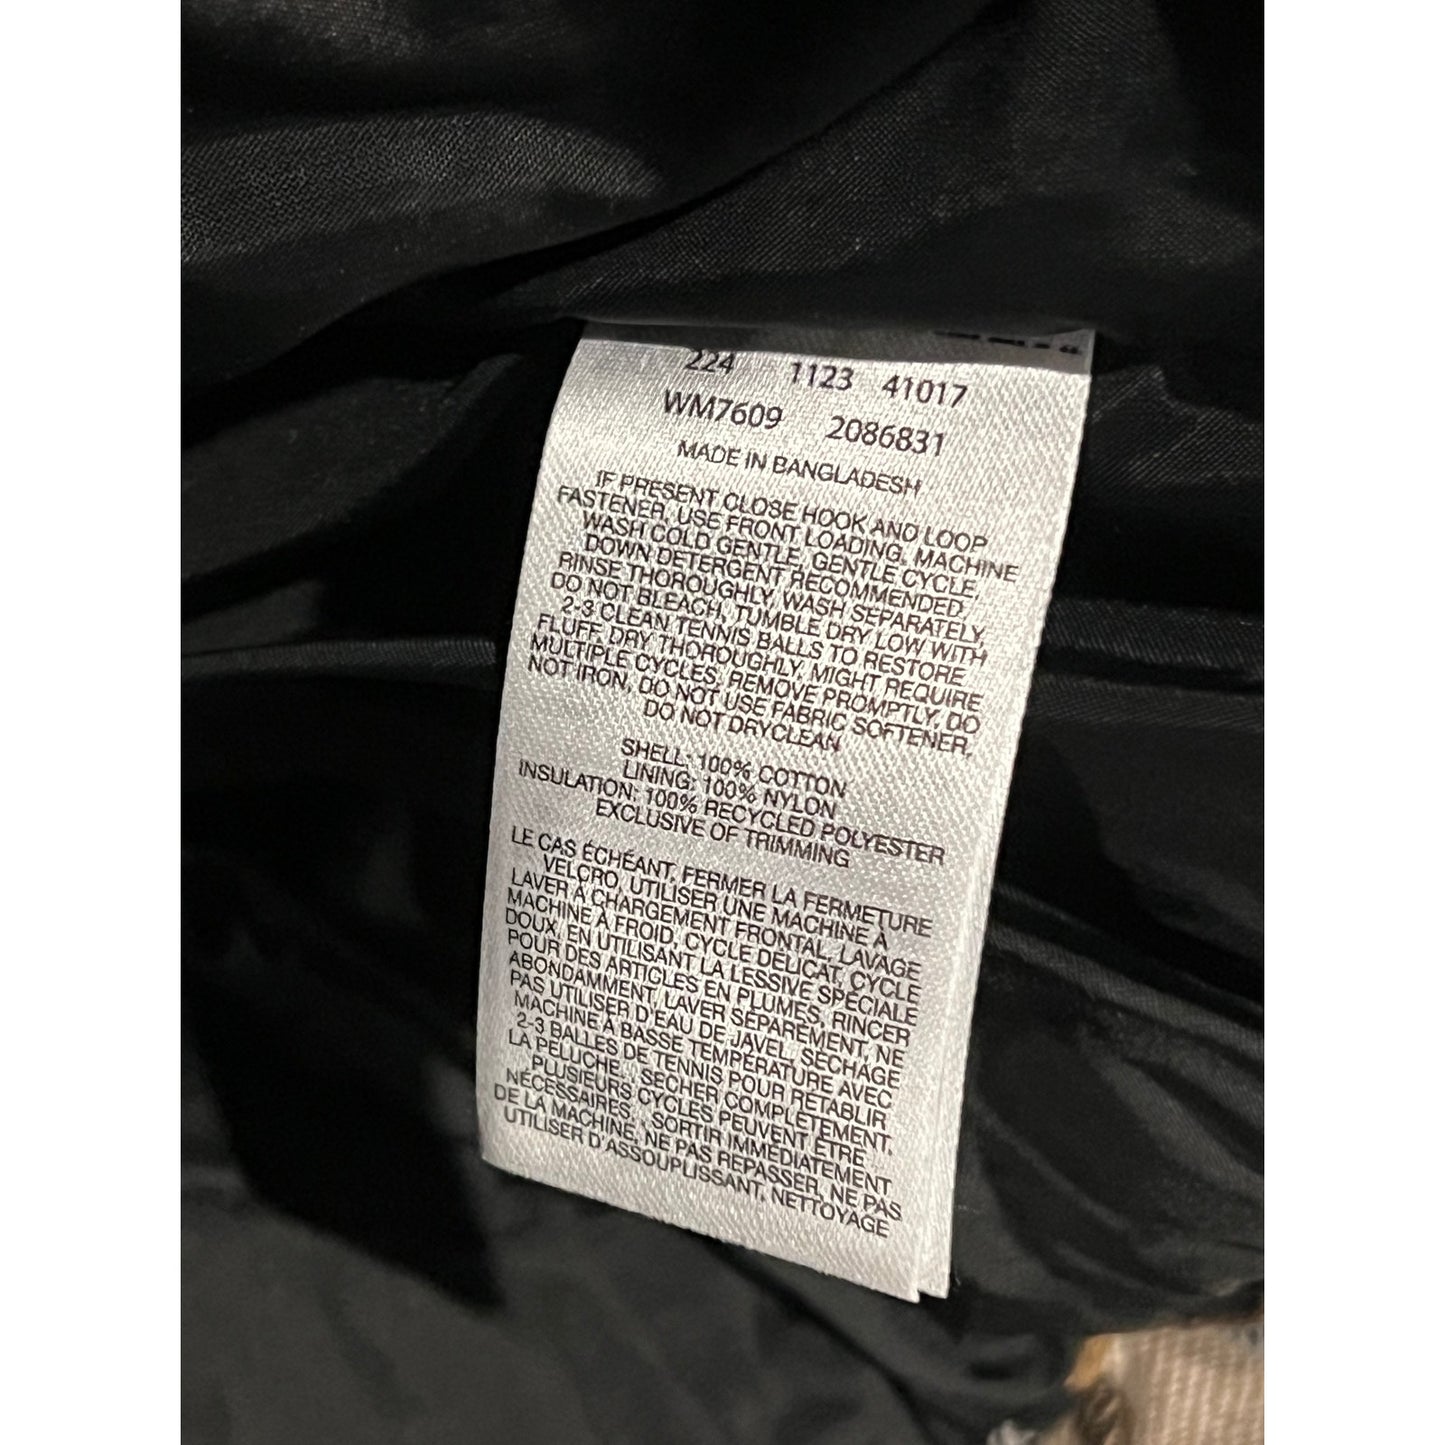 224 1123 41017
WM7609 2086831
MADE IN BANGLADESH
IF PRESENT CLOSE HOOK AND LOOP
FASTENER, USE FRONT LOADING, MACHINE
WASH COLD GENTLE, GENTLE CYCLE,
DOWN DETERGENT RECOMMENDED,
RINSE THOROUGHLY, WASH SEPARATELY,
DO NOT BLEACH, TUMBLE DRY LOW WITH
2-3 CLEAN TENNIS BALLS TO RESTORE
FLUFF, DRY THOROUGHLY, MIGHT REQUIRE
MULTIPLE CYCLES, REMOVE PROMPTLY, DO
NOT IRON, DO NOT USE FABRIC SOFTENER,
DO NOT DRYCLEAN
SHELL: 100% COTTON
LINING: 100% NYLON
INSULATION: 100% RECYCLED POLYESTER
EXCLUSIVE OF TRIMMING
LE CAS ÉCHÉANT, FERMER LA FERMETURE
VELCRO, UTILISER UNE MACHINE À
LAVER À CHARGEMENT FRONTAL, LAVAGE
MACHINE À FROID, CYCLE DÉLICAT, CYCLE
DOUX, EN UTILISANT LA LESSIVE SPÉCIALE
POUR DES ARTICLES EN PLUMES, RINCER
ABONDAMMENT, LAVER SÉPARÉMENT, NE
PAS UTILISER D'EAU DE JAVEL, SÉCHAGE
MACHINE À BASSE TEMPÉRATURE AVEC
2-3 BALLES DE TENNIS POUR RÉTABLIR
LA PELUCHE. SÉCHER COMPLÈTEMENT,
PLUSIEURS CYCLES PEUVENT ÊTRE
NÉCESSAIRES. SORTIR IMMÉDIATEMENT
DE LA MACHINE, NE PAS REPASSER, NE PAS
UTILISER D'ASSOUPLISSANT, NETTOYAGE